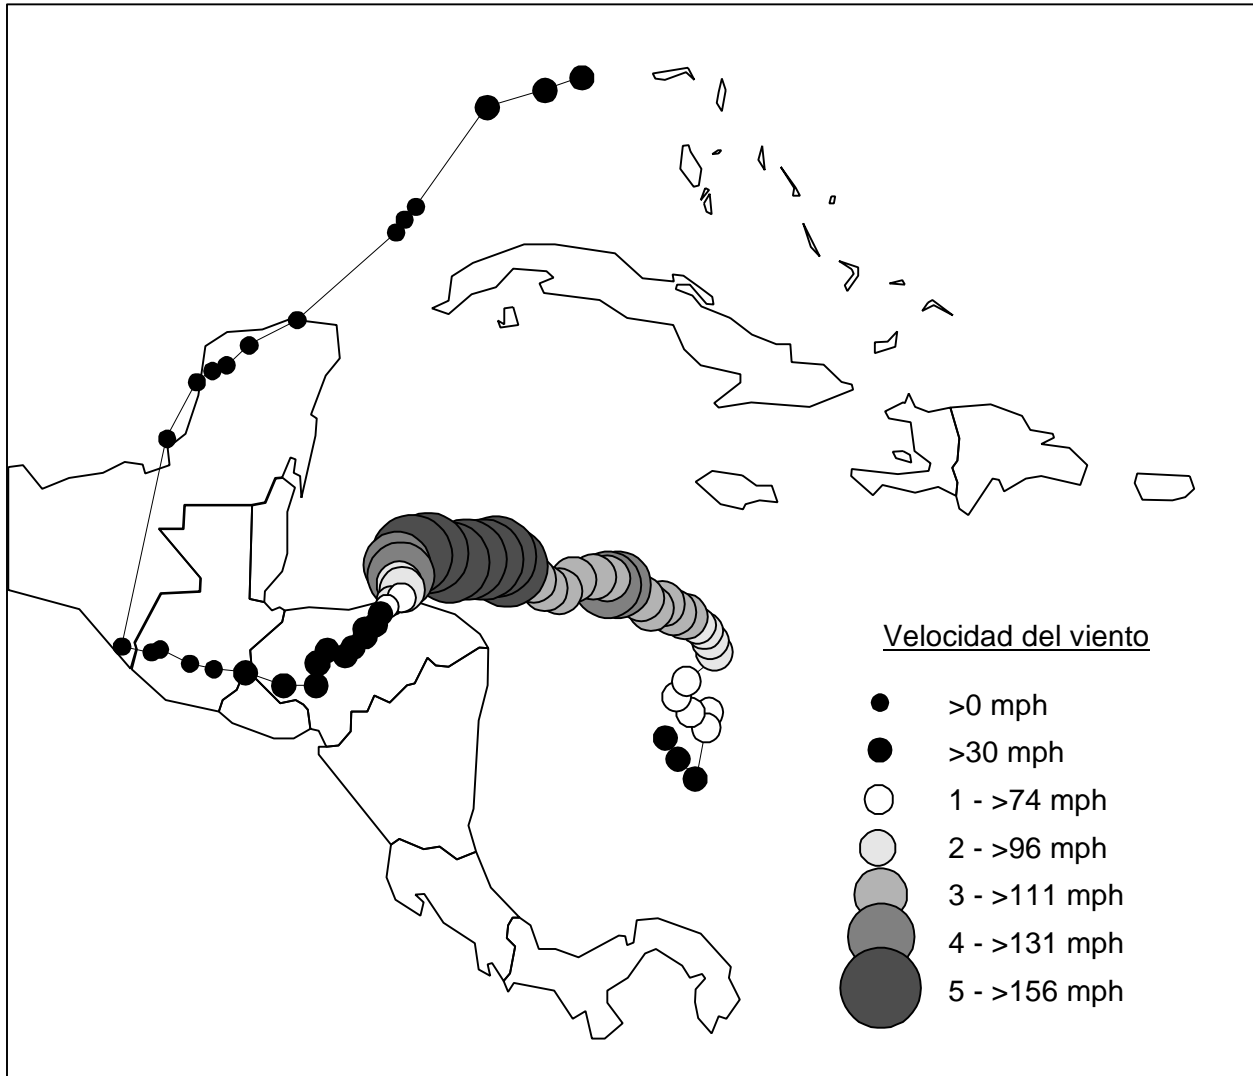 Velocidad del viento
>0 mph
>30 mph
1 - >74 mph
2 - >96 mph
3 - >111 mph
4 - >131 mph
5 - >156 mph